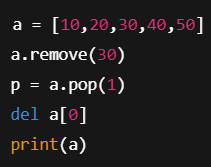 a = [10,20,30,40,50]
a.remove(30)
p = a.pop(1)
del a[0]
print(a)